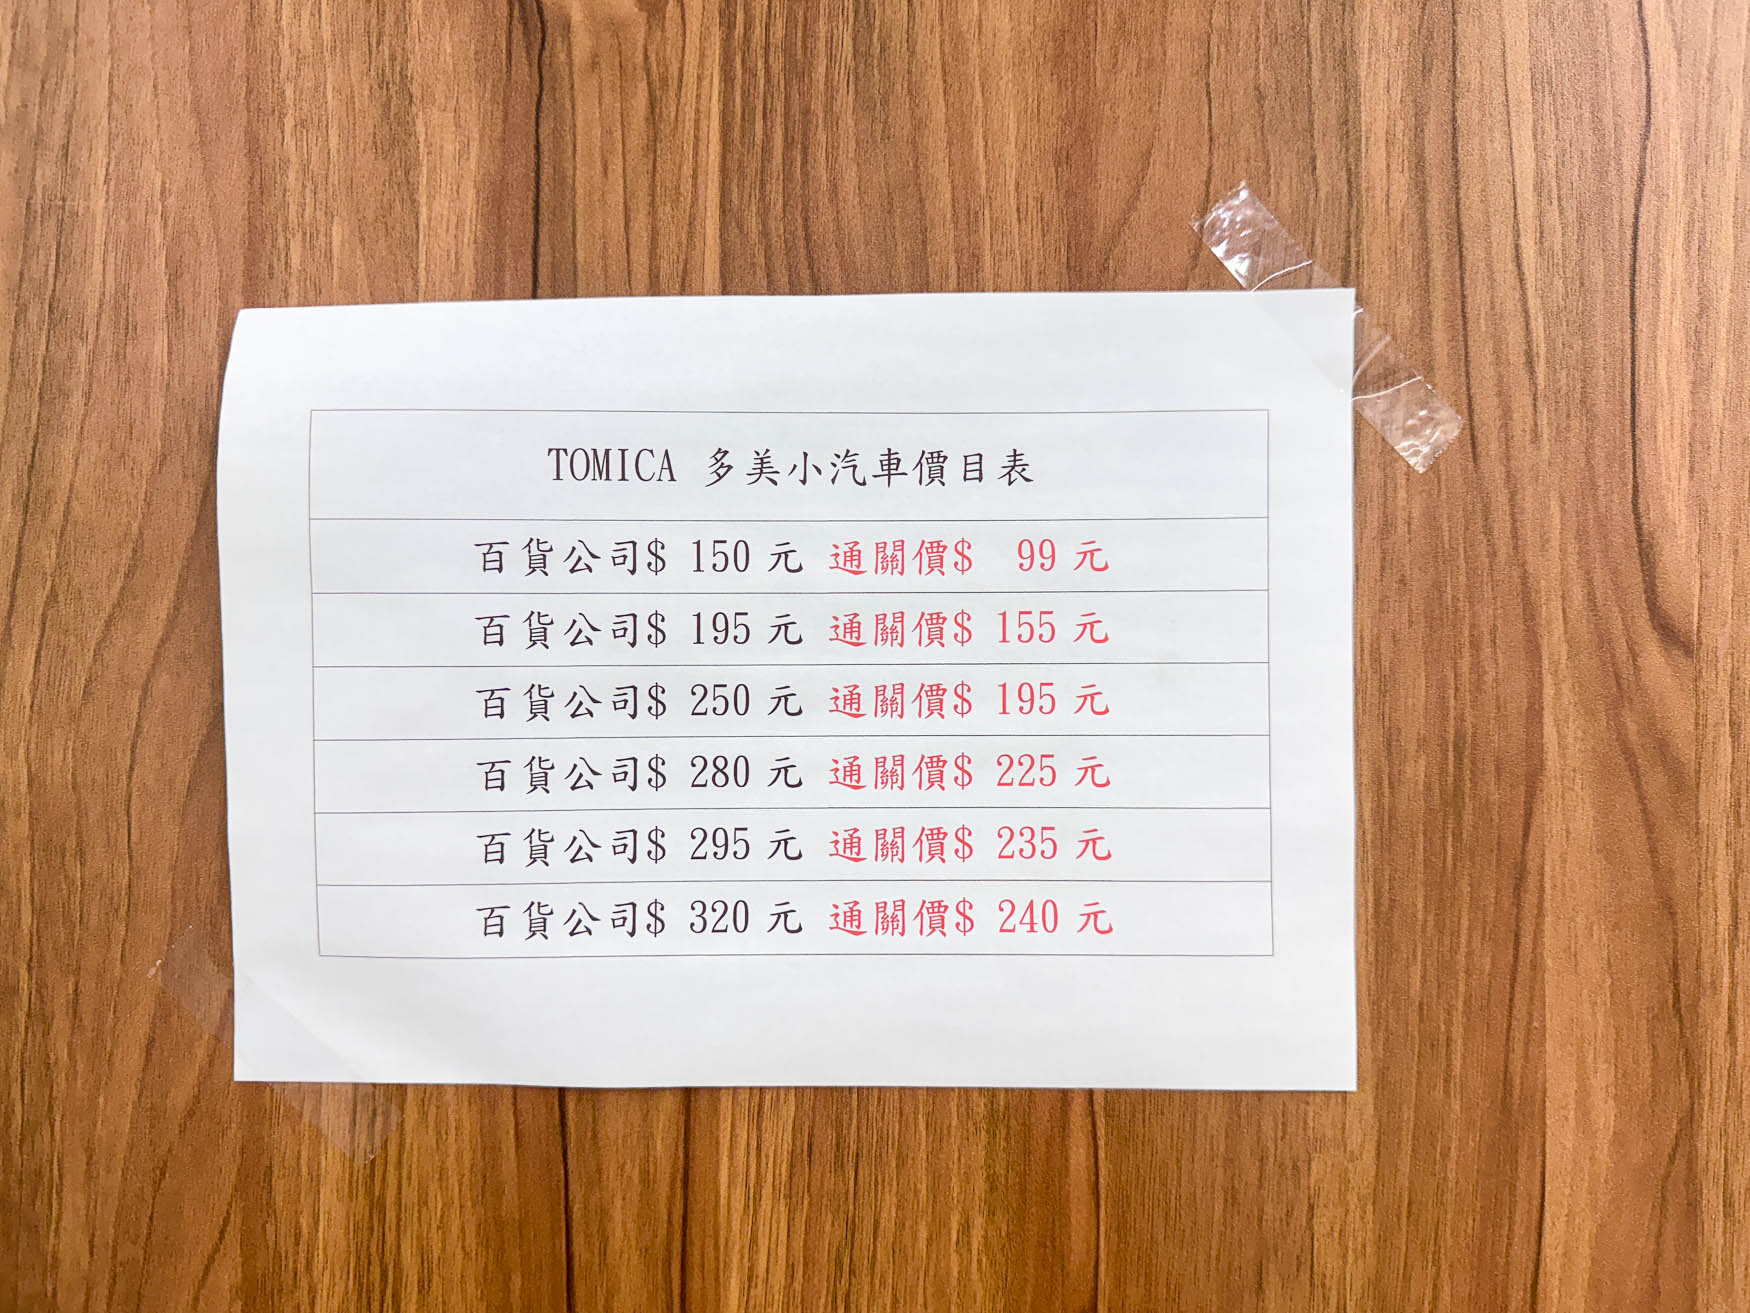 TOMICA 多美小汽車價目表
百貨公司$ 150 元 通關價$ 99 元
百貨公司$ 195 元 通關價$ 155 元
百貨公司$ 250 元 通關價$ 195 元
百貨公司$ 280 元 通關價$ 225 元
百貨公司$ 295 元 通關價$ 235 元
百貨公司$ 320 元 通關價$ 240 元